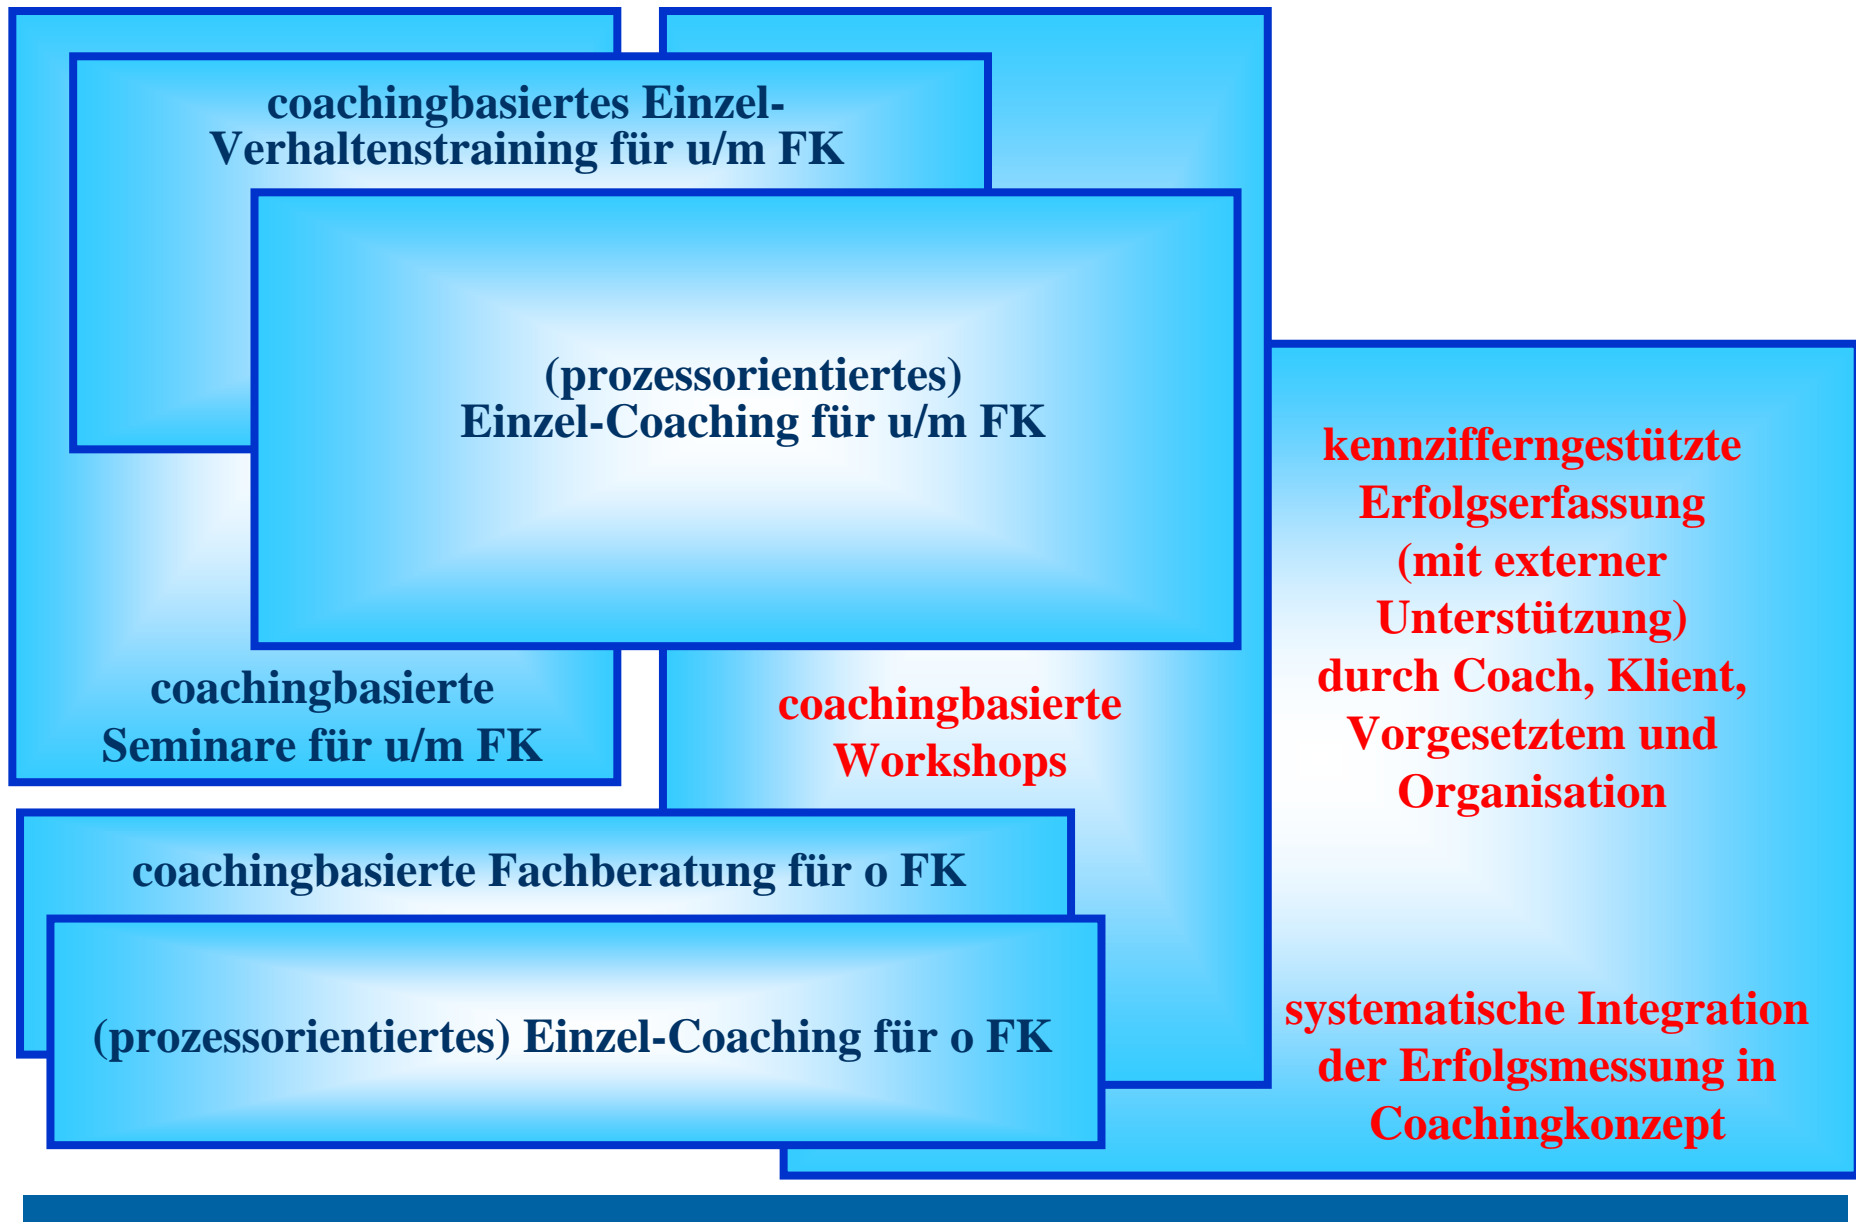 coachingbasiertes Einzel-
Verhaltenstraining für u/m FK
(prozessorientiertes)
Einzel-Coaching für u/m FK
coachingbasierte
Seminare für u/m FK
coachingbasierte
Workshops
coachingbasierte Fachberatung für o FK
(prozessorientiertes) Einzel-Coaching für o FK
kennzifferngestützte
Erfolgserfassung
(mit externer
Unterstützung)
durch Coach, Klient,
Vorgesetztem und
Organisation
systematische Integration
der Erfolgsmessung in
Coachingkonzept